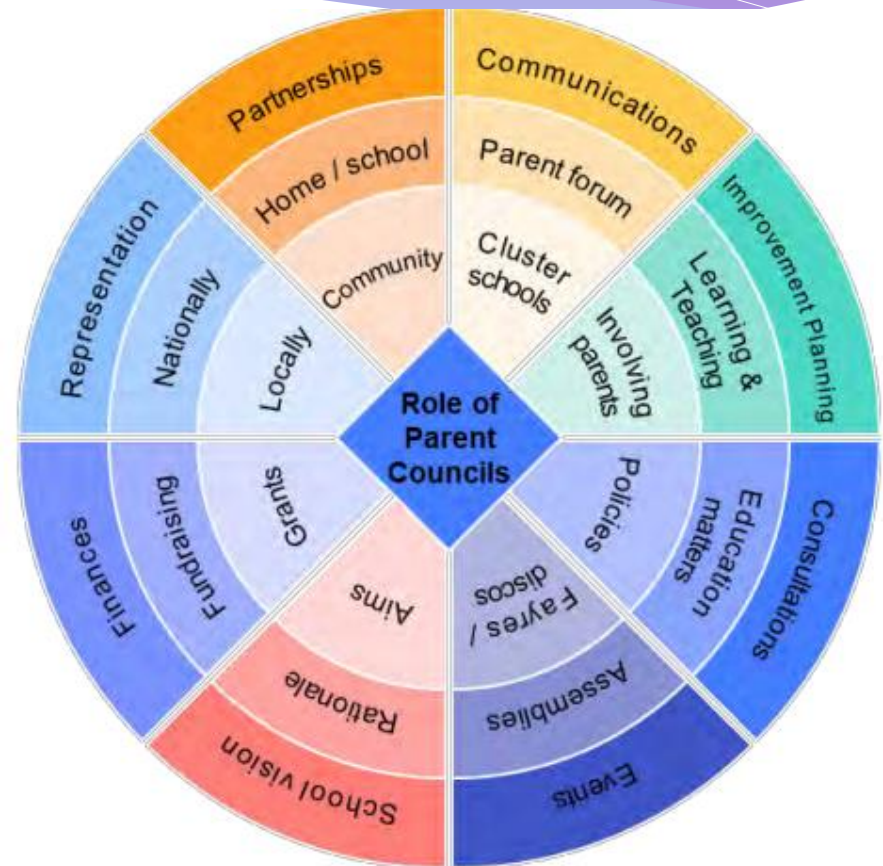 Role of
Parent
Councils
Communications
Parent forum
Cluster
schools
Improvement Planning
Learning &
Teaching
Involving
parents
Consultations
Education
matters
Policies
Events
Assemblies
Fayres /
discos
School vision
Rationale
Aims
Finances
Fundraising
Grants
Representation
Nationally
Locally
Partnerships
Home / school
Community